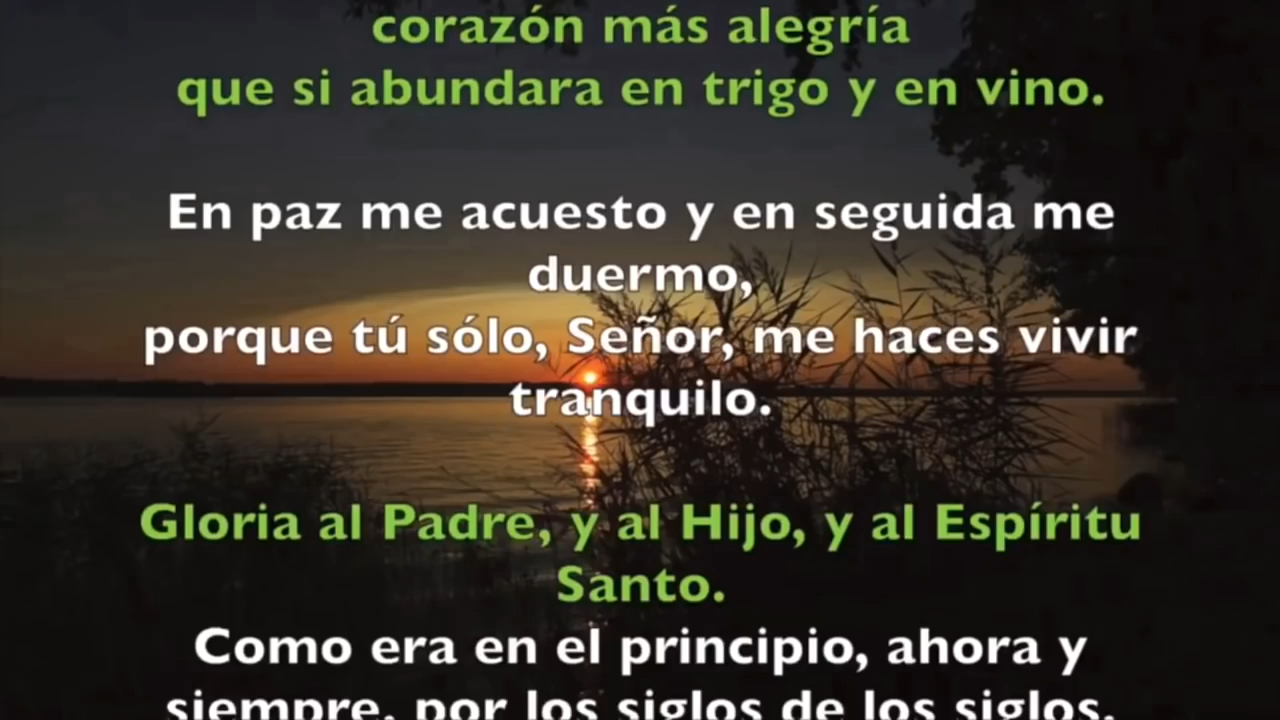 corazón más alegría
que si abundara en trigo y en vino.
En paz me acuesto y en seguida me
duermo,
porque tú sólo, Señor, me haces vivir
tranquilo.
Gloria al Padre, y al Hijo, y al Espíritu
Santo.
Como era en el principio, ahora y
siempre, por los siglos de los siglos.